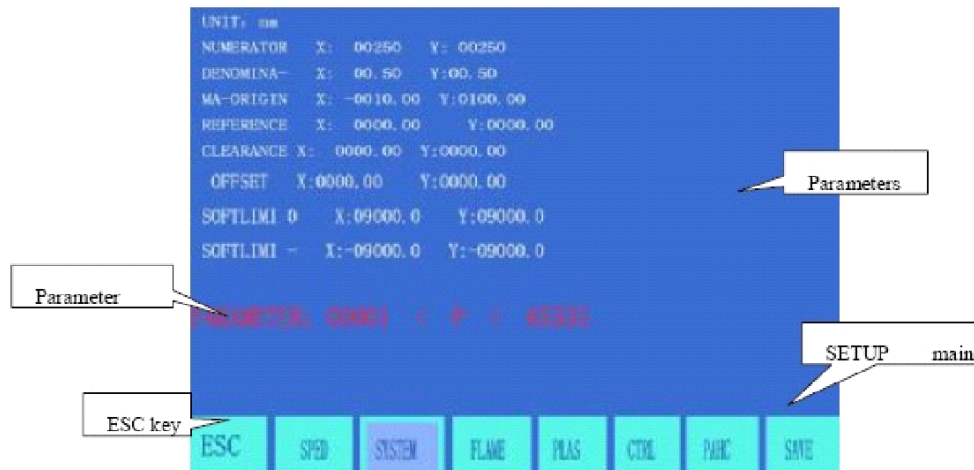 UNIT: mm
NUMERATOR X: 00250 Y: 00250
DENOMINA- X: 00.50 Y:00.50
MA-ORIGIN X: -0010.00 Y:0100.00
REFERENCE X: 0000.00 Y:0000.00
CLEARANCE X: 0000.00 Y:0000.00
OFFSET X:0000.00 Y:0000.00
Parameters
SOFTLIMI 0 X:09000.0 Y:09000.0
SOFTLIMI - X:-09000.0 Y:-09000.0
Parameter
PARAMETER: 00001 < P < 65535
SETUP main
ESC key
ESC SPED SYSTEM FLAME PLAS CTRL PAHC SAVE